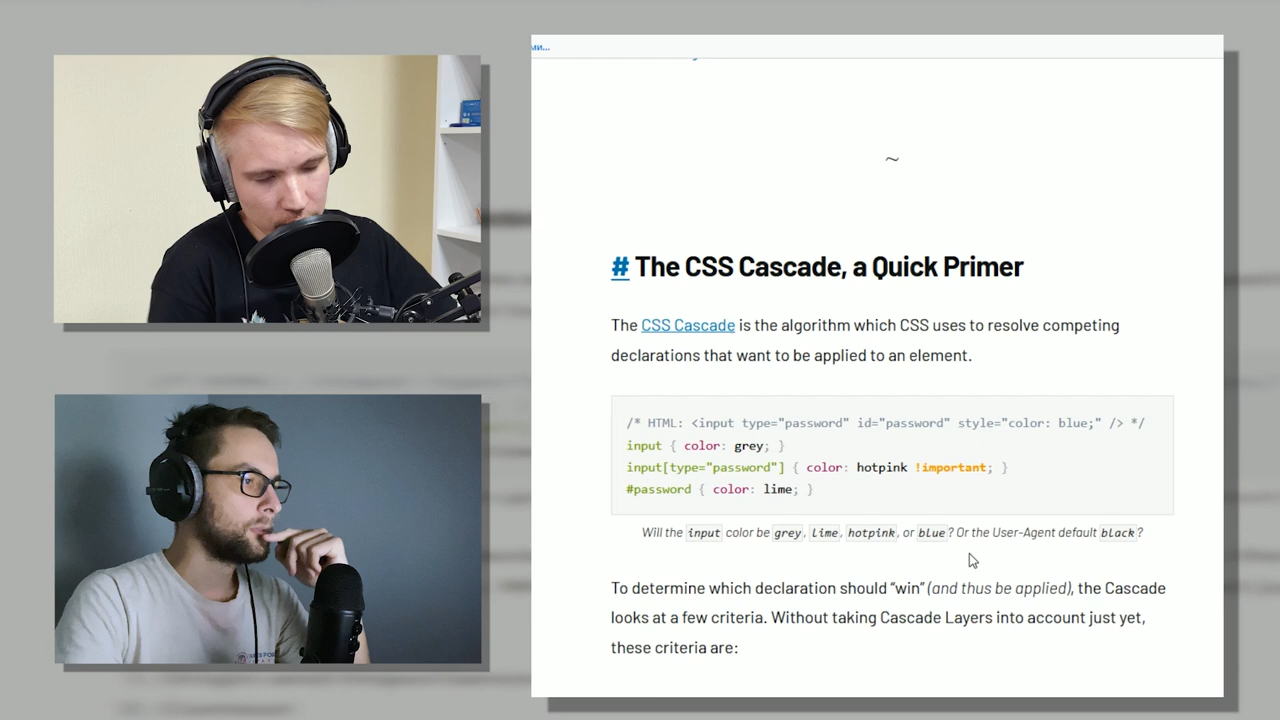 ми...
~
# The CSS Cascade, a Quick Primer
The CSS Cascade is the algorithm which CSS uses to resolve competing
declarations that want to be applied to an element.
/* HTML: <input type="password" id="password" style="color: blue;" /> */
input { color: grey; }
input[type="password"] { color: hotpink !important; }
#password { color: lime; }
Will the input color be grey, lime, hotpink, or blue? Or the User-Agent default black?
To determine which declaration should “win” (and thus be applied), the Cascade
looks at a few criteria. Without taking Cascade Layers into account just yet,
these criteria are: